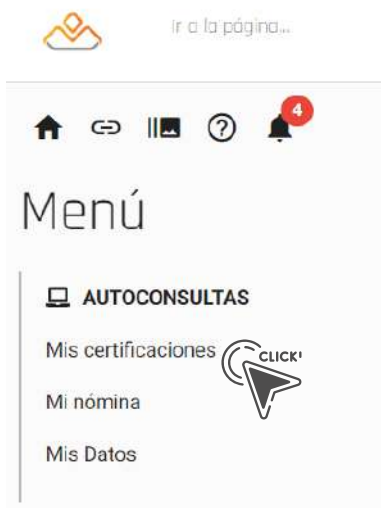 Ir a la página...
4
Menú
AUTOCONSULTAS
Mis certificaciones
CLICK!
Mi nómina
Mis Datos